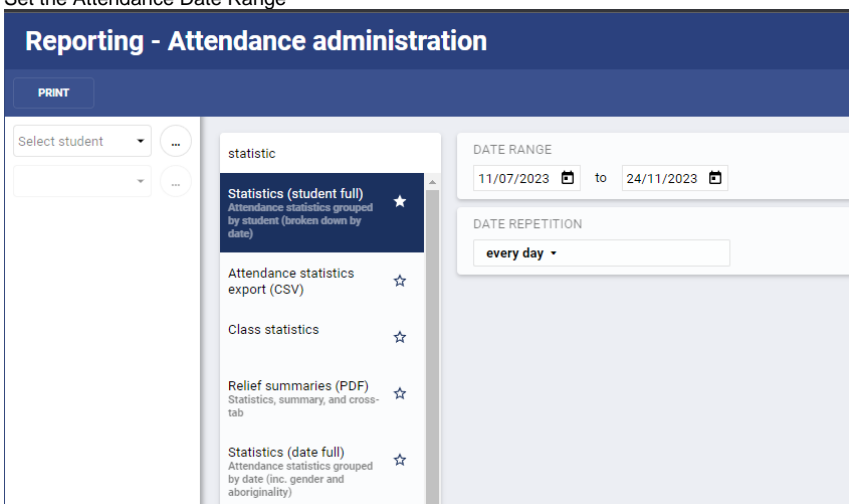 Set the Attendance Date Range
Reporting - Attendance administration
PRINT
Select student
...
...
statistic
Statistics (student full)
Attendance statistics grouped
by student (broken down by
date)
Attendance statistics
export (CSV)
Class statistics
Relief summaries (PDF)
Statistics, summary, and cross-
tab
Statistics (date full)
Attendance statistics grouped
by date (inc. gender and
aboriginality)
DATE RANGE
11/07/2023 to 24/11/2023
DATE REPETITION
every day